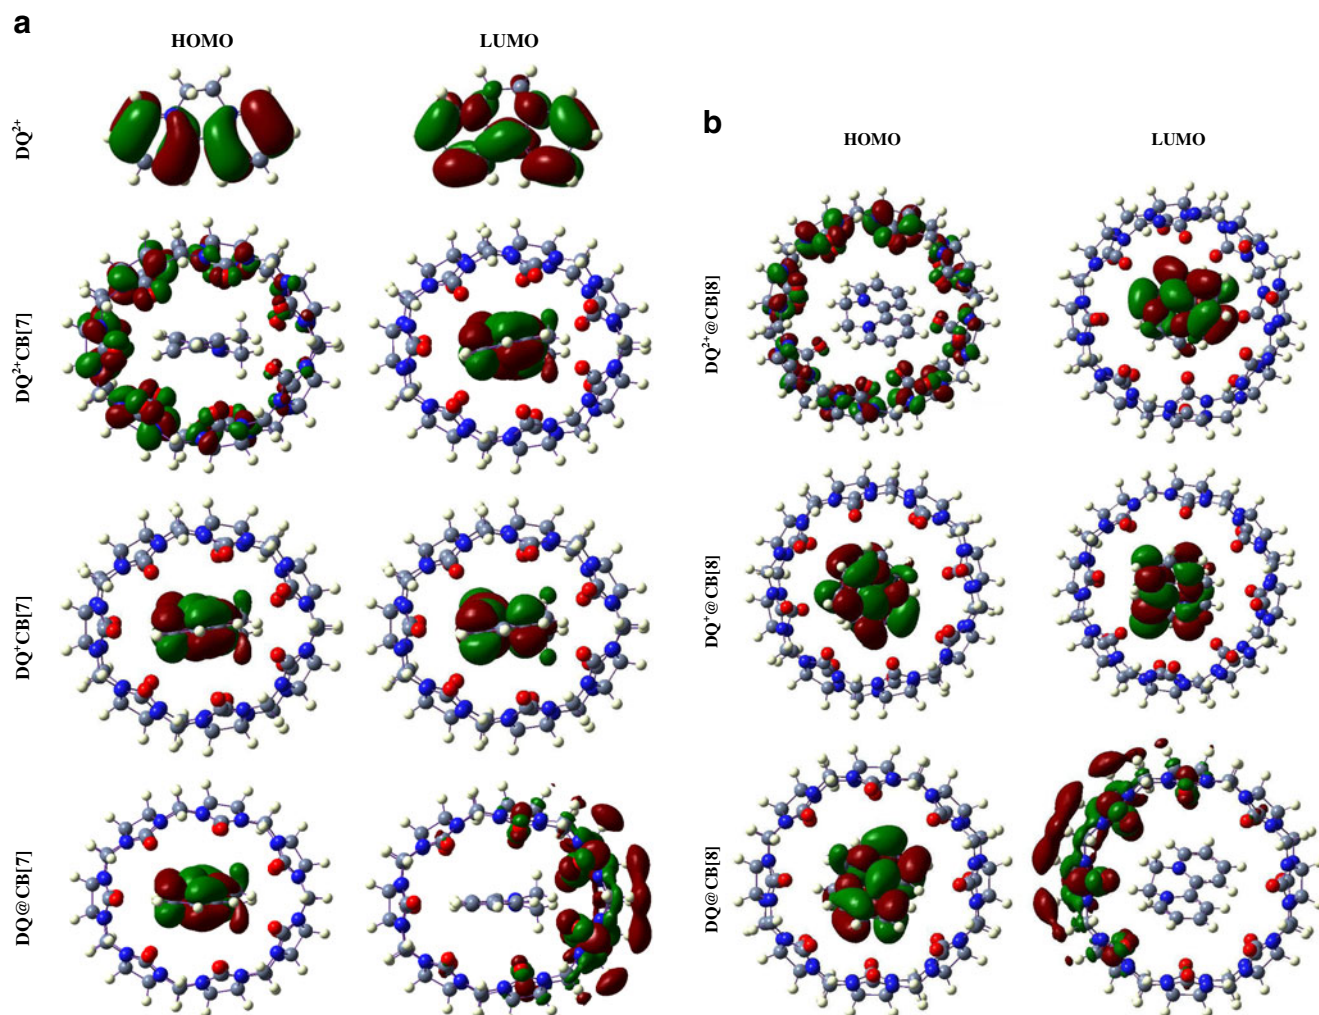 a
HOMO LUMO
DQ²⁺
DQ²⁺CB[7]
DQ⁺CB[7]
DQ@CB[7]
b
HOMO LUMO
DQ²⁺@CB[8]
DQ⁺@CB[8]
DQ@CB[8]